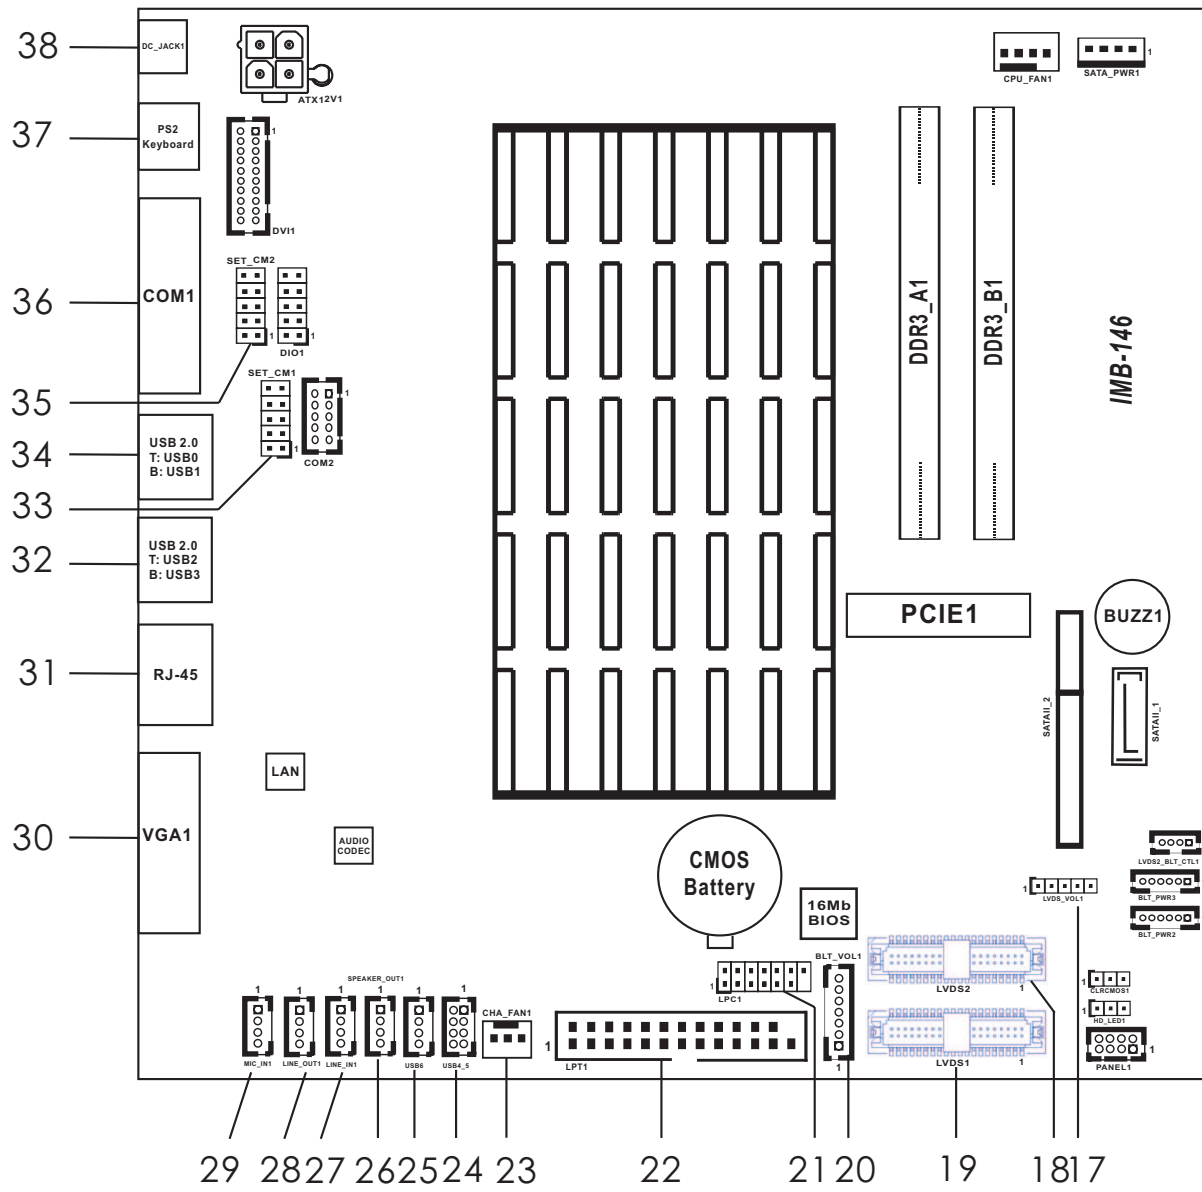 38
DC_JACK1
ATX12V1
CPU_FAN1
SATA_PWR1
1
37
PS2
Keyboard
1
DVI1
36
COM1
SET_CM2
1
DIO1
1
DDR3_A1
DDR3_B1
IMB-146
35
SET_CM1
1
COM2
1
34
USB 2.0
T: USB0
B: USB1
33
32
USB 2.0
T: USB2
B: USB3
PCIE1
BUZZ1
31
RJ-45
SATAII_2
SATAII_1
LAN
30
VGA1
AUDIO
CODEC
CMOS
Battery
16Mb
BIOS
LVDS2_BLT_CTL1
1
LVDS_VOL1
BLT_PWR3
BLT_PWR2
BLT_VOL1
1
LPC1
LVDS2
1
1
CLRCMOS1
1
HD_LED1
SPEAKER_OUT1
1
1
1
1
1
1
CHA_FAN1
1
LPT1
1
LVDS1
1
1
PANEL1
MIC_IN1
LINE_OUT1
LINE_IN1
USB6
USB4_5
29
28
27
26
25
24
23
22
21
20
19
18
17